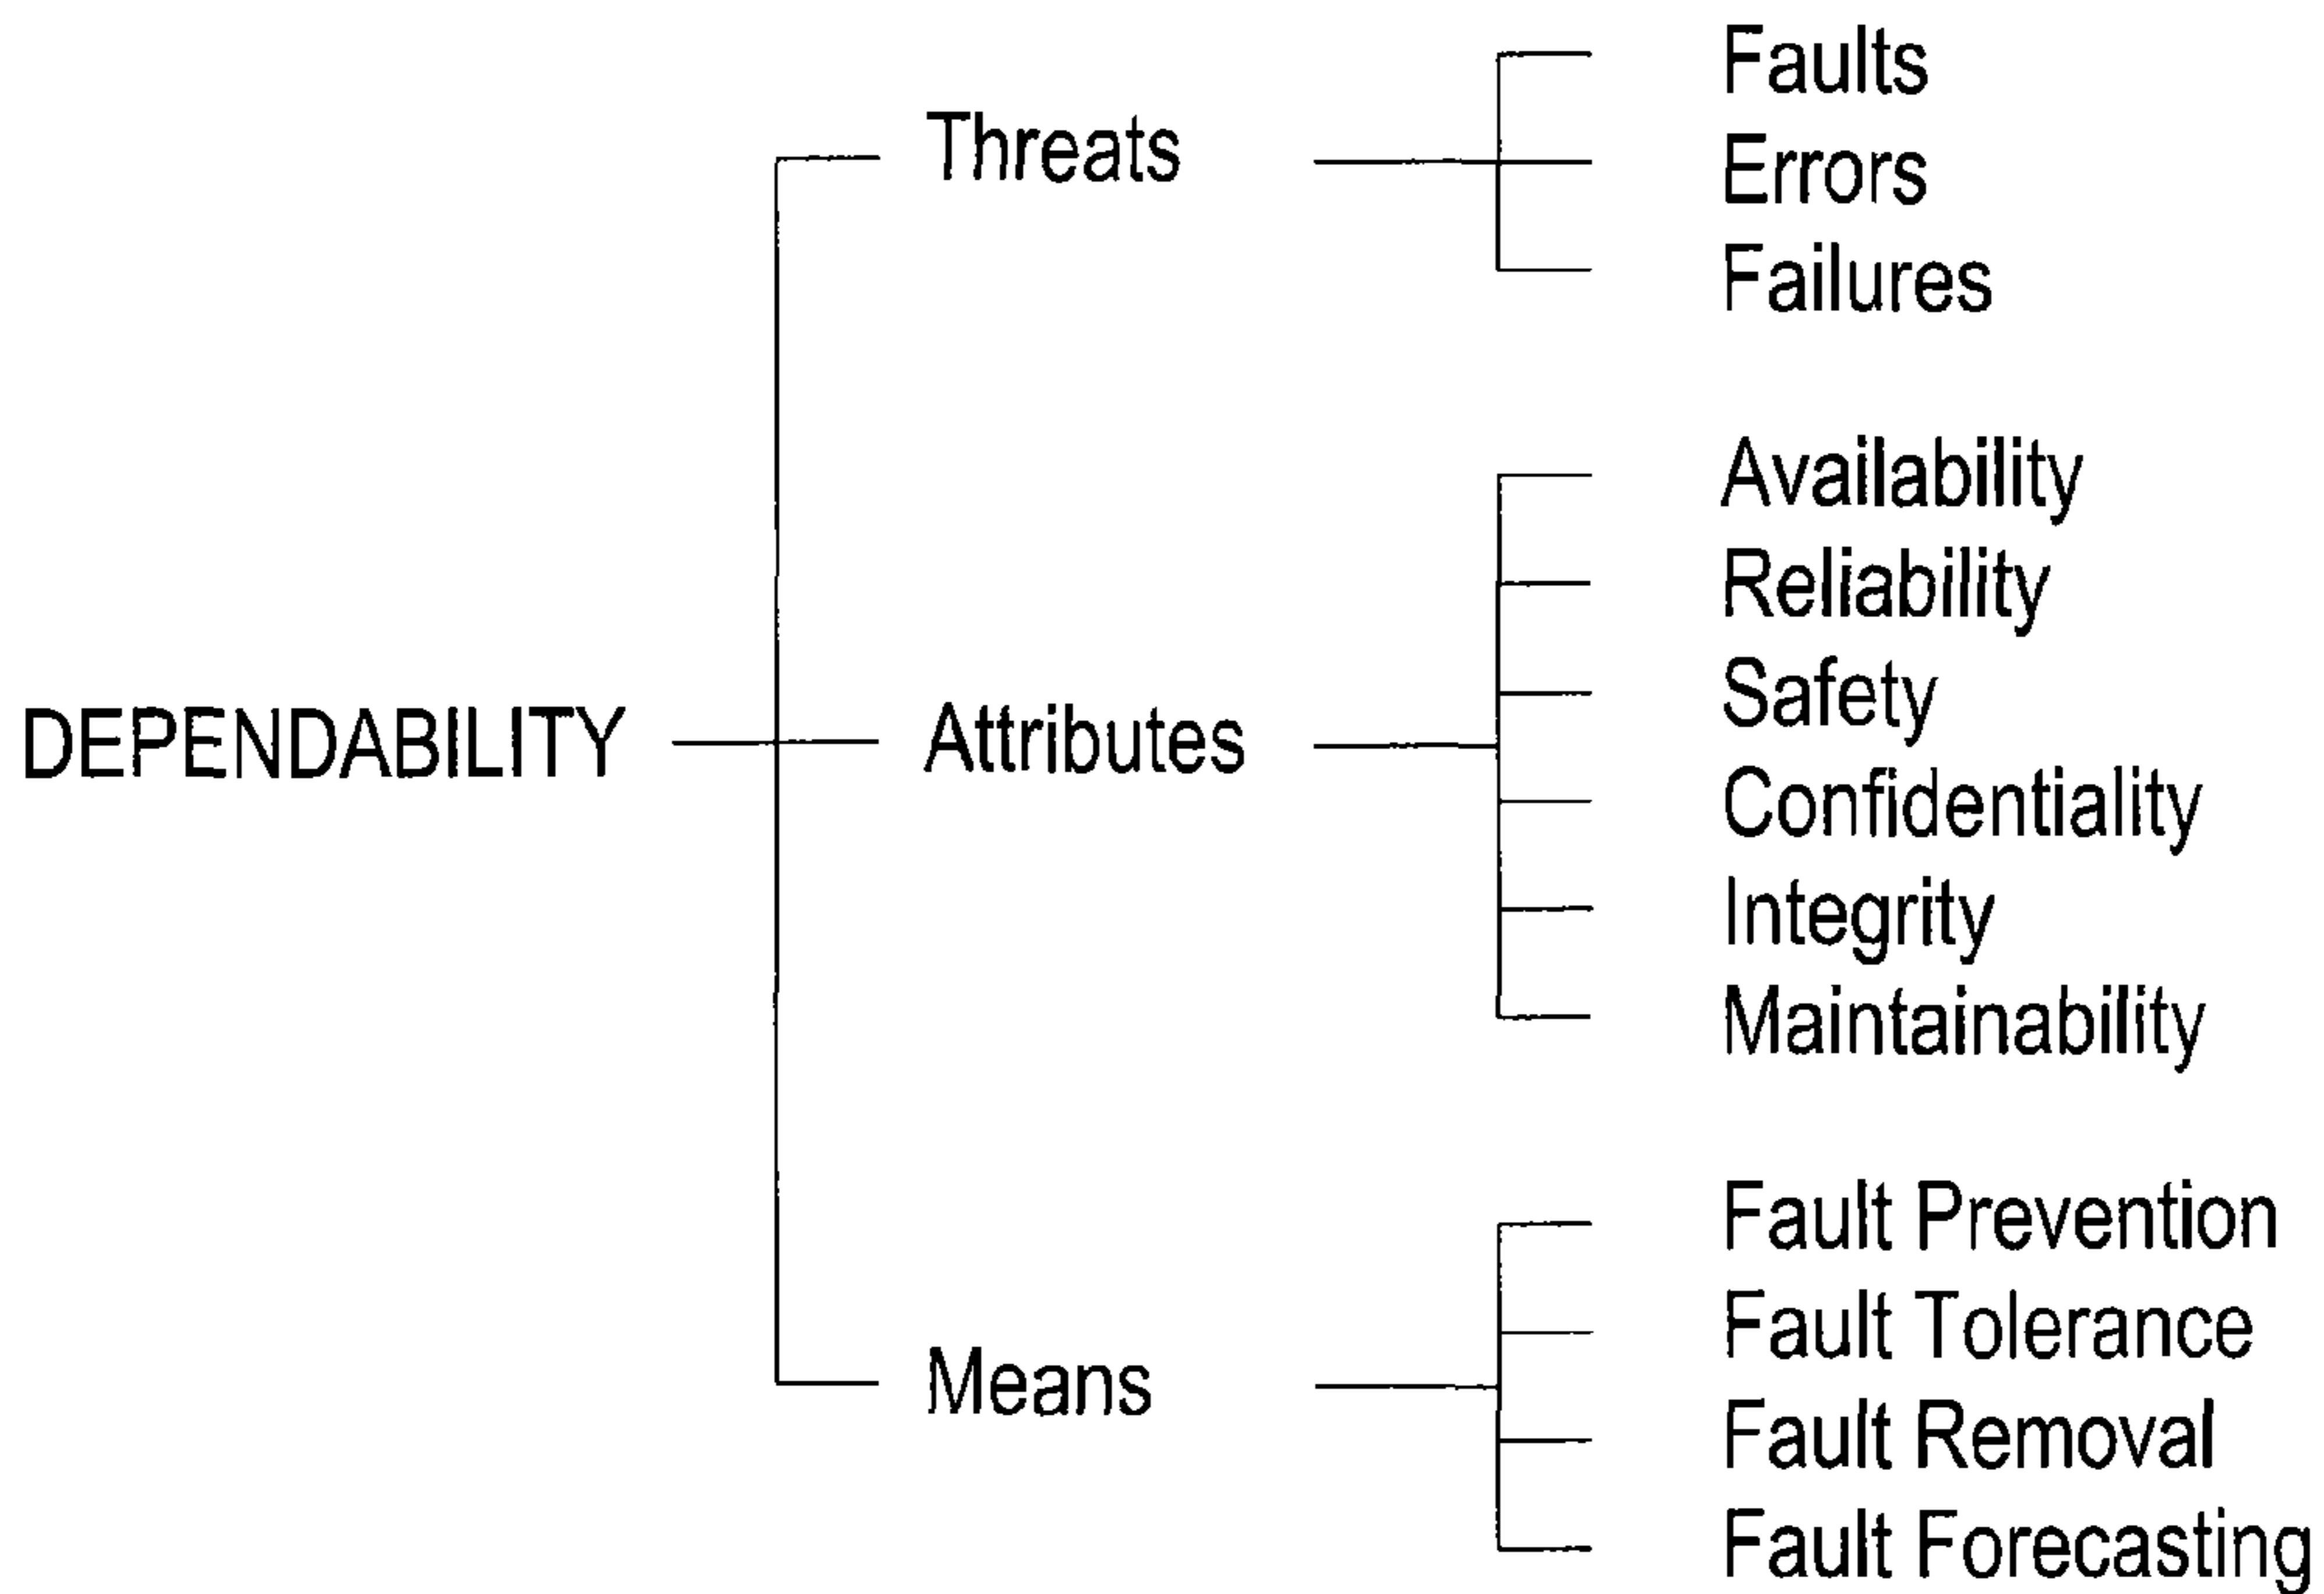 DEPENDABILITY
Threats
Faults
Errors
Failures
Attributes
Availability
Reliability
Safety
Confidentiality
Integrity
Maintainability
Means
Fault Prevention
Fault Tolerance
Fault Removal
Fault Forecasting